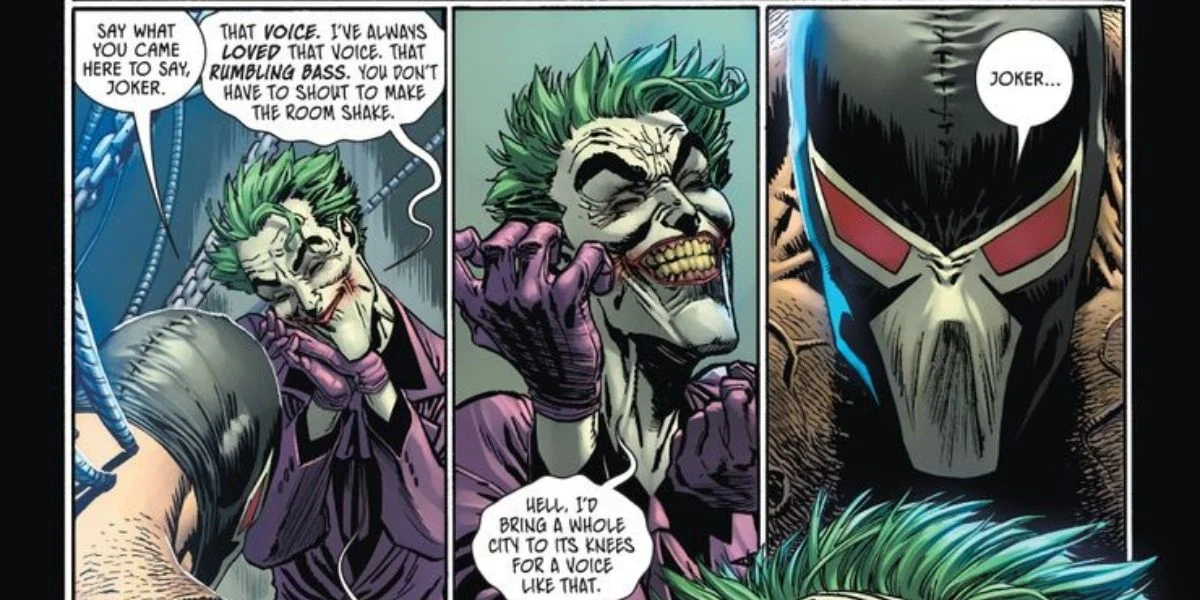 SAY WHAT
YOU CAME
HERE TO SAY,
JOKER.
THAT VOICE. I'VE ALWAYS
LOVED THAT VOICE. THAT
RUMBLING BASS. YOU DON'T
HAVE TO SHOUT TO MAKE
THE ROOM SHAKE.
HELL, I'D
BRING A WHOLE
CITY TO ITS KNEES
FOR A VOICE
LIKE THAT.
JOKER...